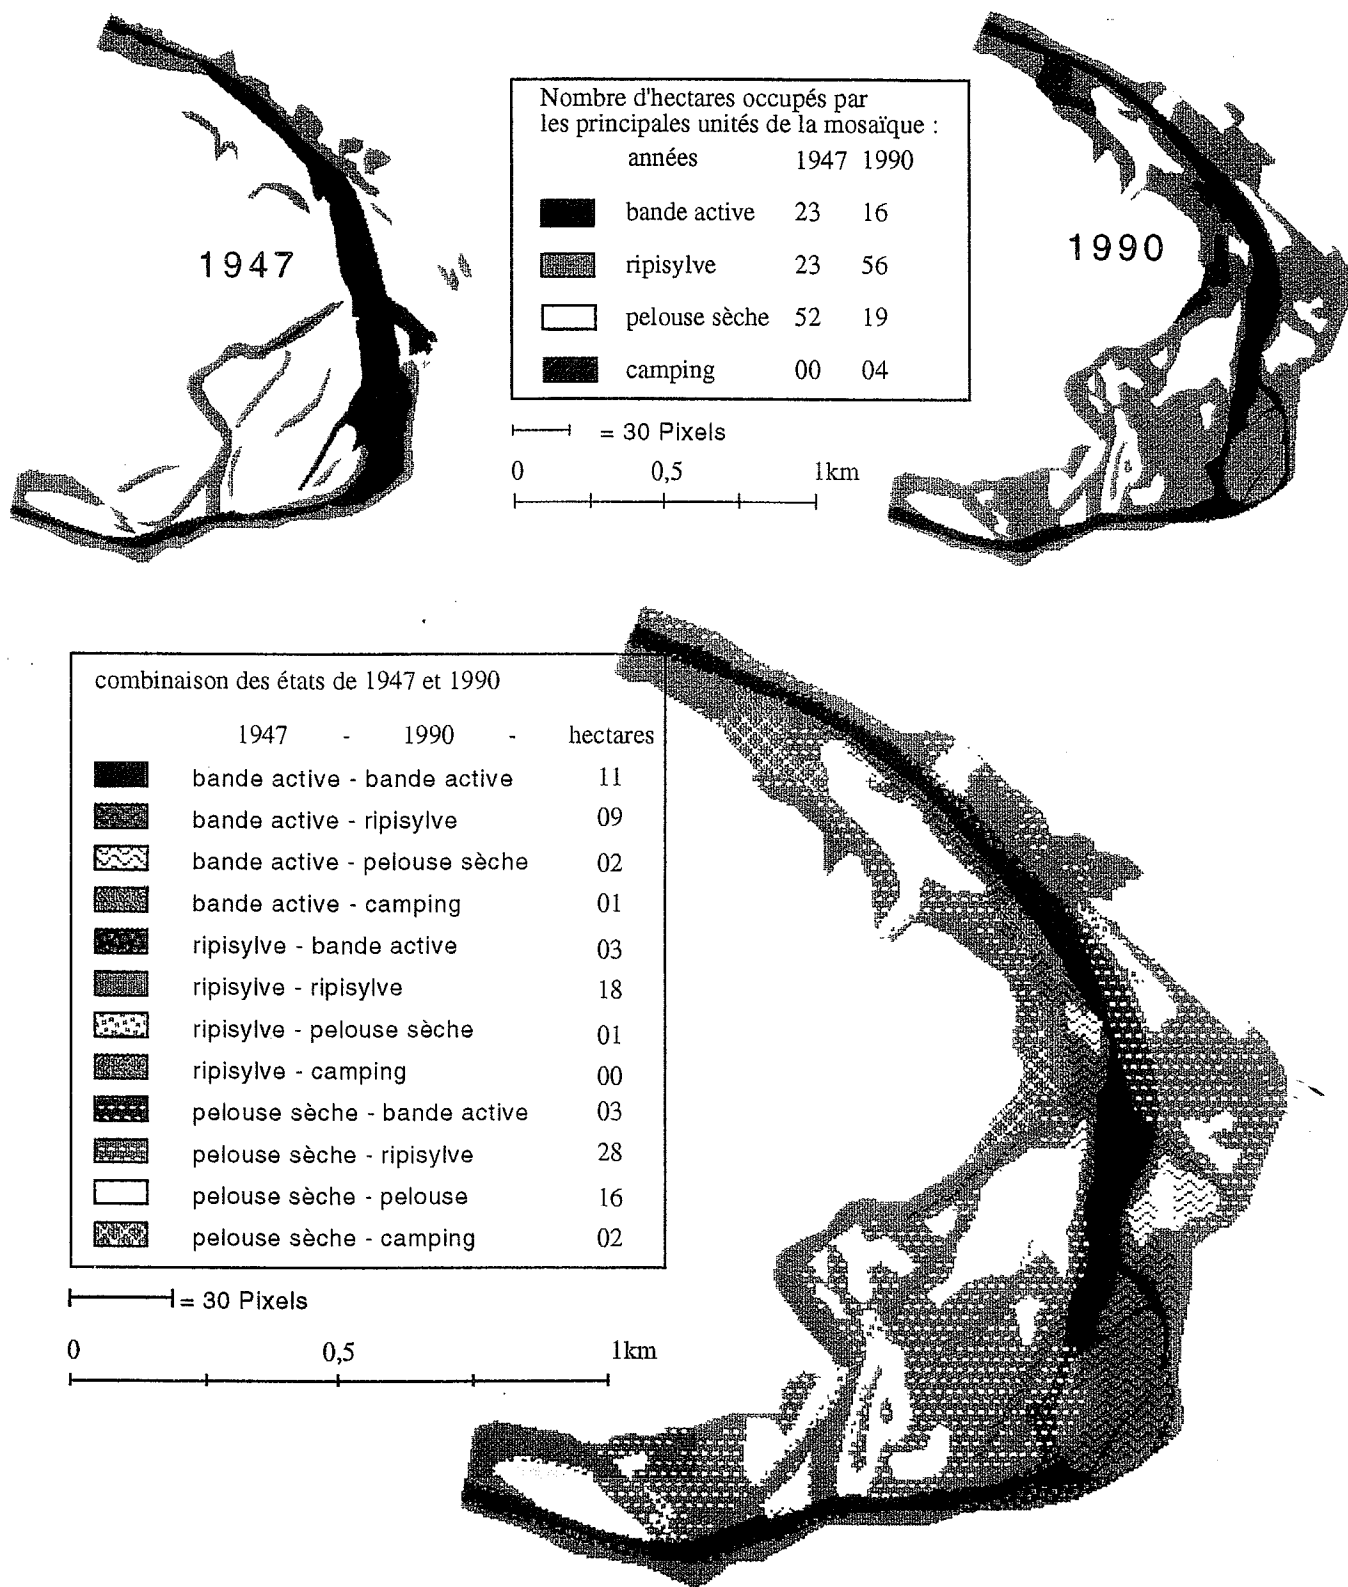 1947
Nombre d'hectares occupés par
les principales unités de la mosaïque :
années 1947 1990
bande active 23 16
ripisylve 23 56
pelouse sèche 52 19
camping 00 04
= 30 Pixels
0 0,5 1km
1990
combinaison des états de 1947 et 1990
1947 - 1990 - hectares
bande active - bande active 11
bande active - ripisylve 09
bande active - pelouse sèche 02
bande active - camping 01
ripisylve - bande active 03
ripisylve - ripisylve 18
ripisylve - pelouse sèche 01
ripisylve - camping 00
pelouse sèche - bande active 03
pelouse sèche - ripisylve 28
pelouse sèche - pelouse 16
pelouse sèche - camping 02
= 30 Pixels
0 0,5 1km